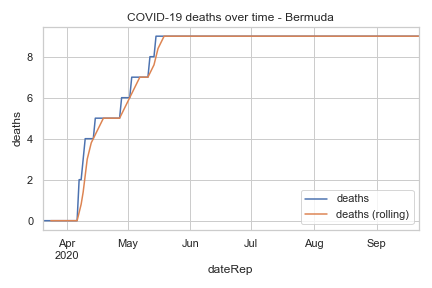 COVID-19 deaths over time - Bermuda
deaths
8
6
4
2
0
deaths
deaths (rolling)
Apr May Jun Jul Aug Sep
2020
dateRep